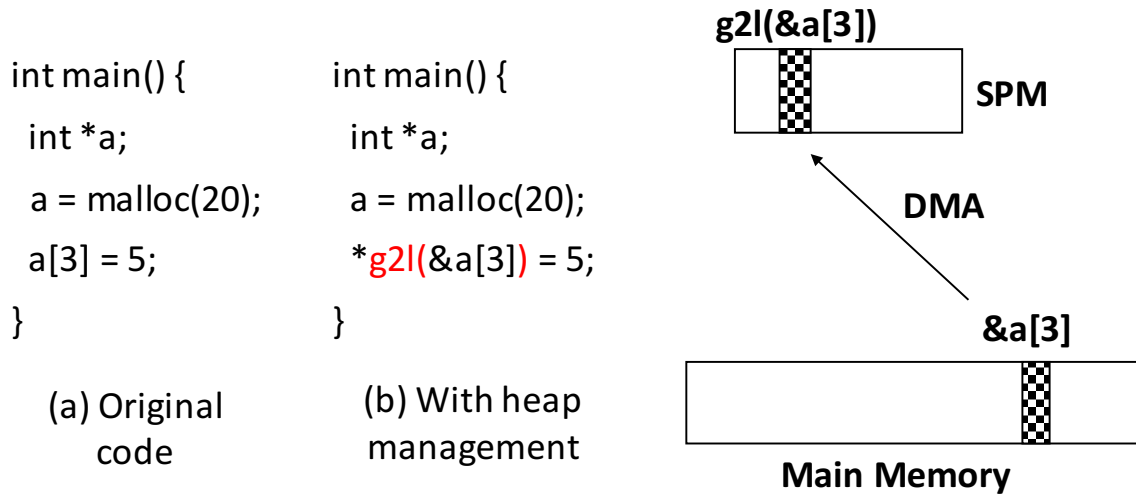 int main() {
int *a;
a = malloc(20);
a[3] = 5;
}
(a) Original
code
int main() {
int *a;
a = malloc(20);
*g2l(&a[3]) = 5;
}
(b) With heap
management
g2l(&a[3])
SPM
DMA
&a[3]
Main Memory